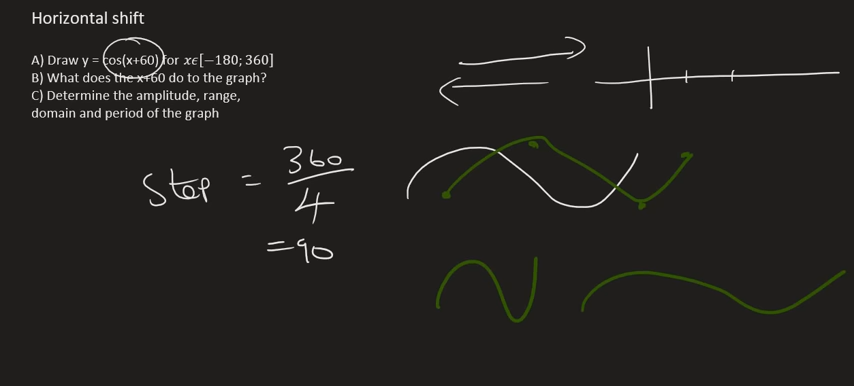 Horizontal shift
A) Draw y = cos(x+60) for xϵ[−180; 360]
B) What does the x+60 do to the graph?
C) Determine the amplitude, range,
domain and period of the graph
Step = 360/4
=90